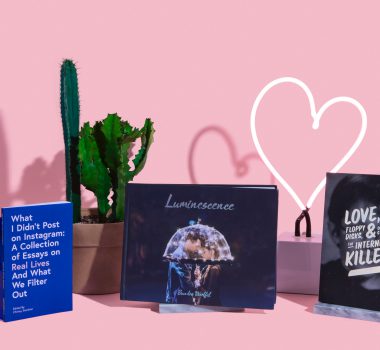 What
I Didn't Post
on Instagram:
A Collection
of Essays on
Real Lives
And What
We Filter
Out
Luminescence
LOVE,
FLOPPY
DISKS, &
INTERN
KILLE